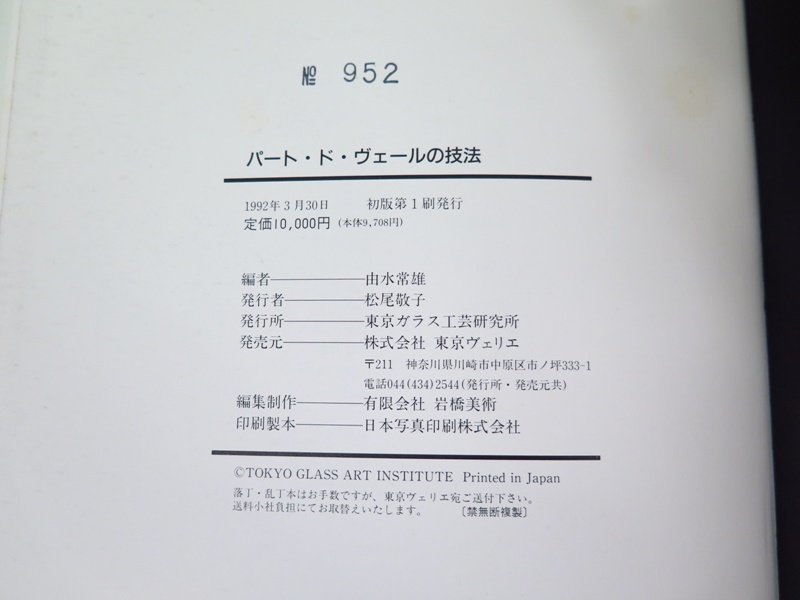 № 952
パート・ド・ヴェールの技法
1992年3月30日 初版第1刷発行
定価10,000円 (本体9,708円)
編者————由水常雄
発行者————松尾敬子
発行所————東京ガラス工芸研究所
発売元————株式会社 東京ヴェリエ
〒211 神奈川県川崎市中原区市ノ坪333-1
電話044(434)2544(発行所・発売元共)
編集制作————有限会社 岩橋美術
印刷製本————日本写真印刷株式会社
©TOKYO GLASS ART INSTITUTE Printed in Japan
落丁・乱丁本はお手数ですが、東京ヴェリエ宛ご送付下さい。
送料小社負担にてお取替えいたします。 〔禁無断複製〕